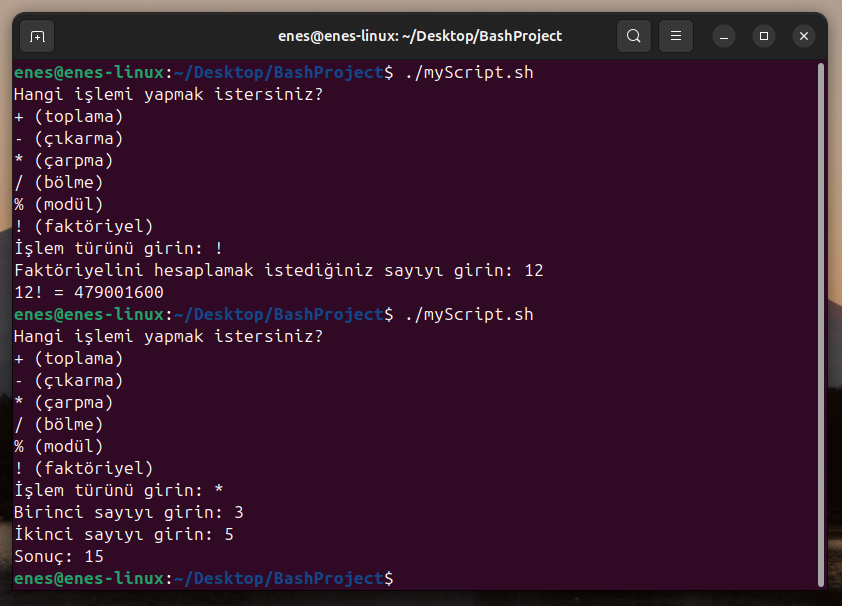 enes@enes-linux: ~/Desktop/BashProject
enes@enes-linux:~/Desktop/BashProject$ ./myScript.sh
Hangi işlemi yapmak istersiniz?
+ (toplama)
- (çıkarma)
* (çarpma)
/ (bölme)
% (modül)
! (faktöriyel)
İşlem türünü girin: !
Faktöriyelini hesaplamak istediğiniz sayıyı girin: 12
12! = 479001600
enes@enes-linux:~/Desktop/BashProject$ ./myScript.sh
Hangi işlemi yapmak istersiniz?
+ (toplama)
- (çıkarma)
* (çarpma)
/ (bölme)
% (modül)
! (faktöriyel)
İşlem türünü girin: *
Birinci sayıyı girin: 3
İkinci sayıyı girin: 5
Sonuç: 15
enes@enes-linux:~/Desktop/BashProject$